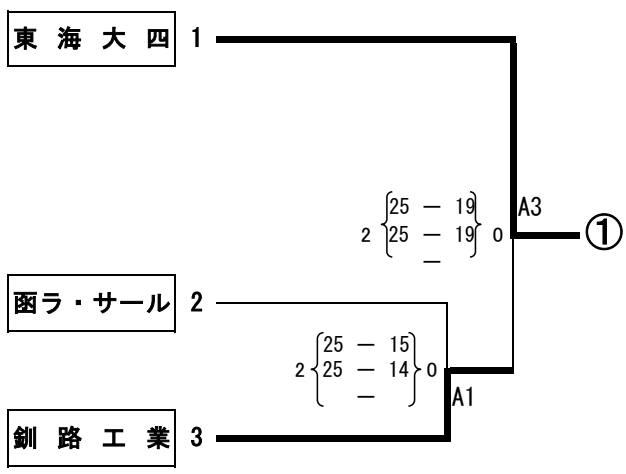 東 海 大 四 1
25 － 19 A3
2 25 － 19 0 ①
－
函ラ・サール 2
25 － 15
2 25 － 14 0
－ A1
釧 路 工 業 3